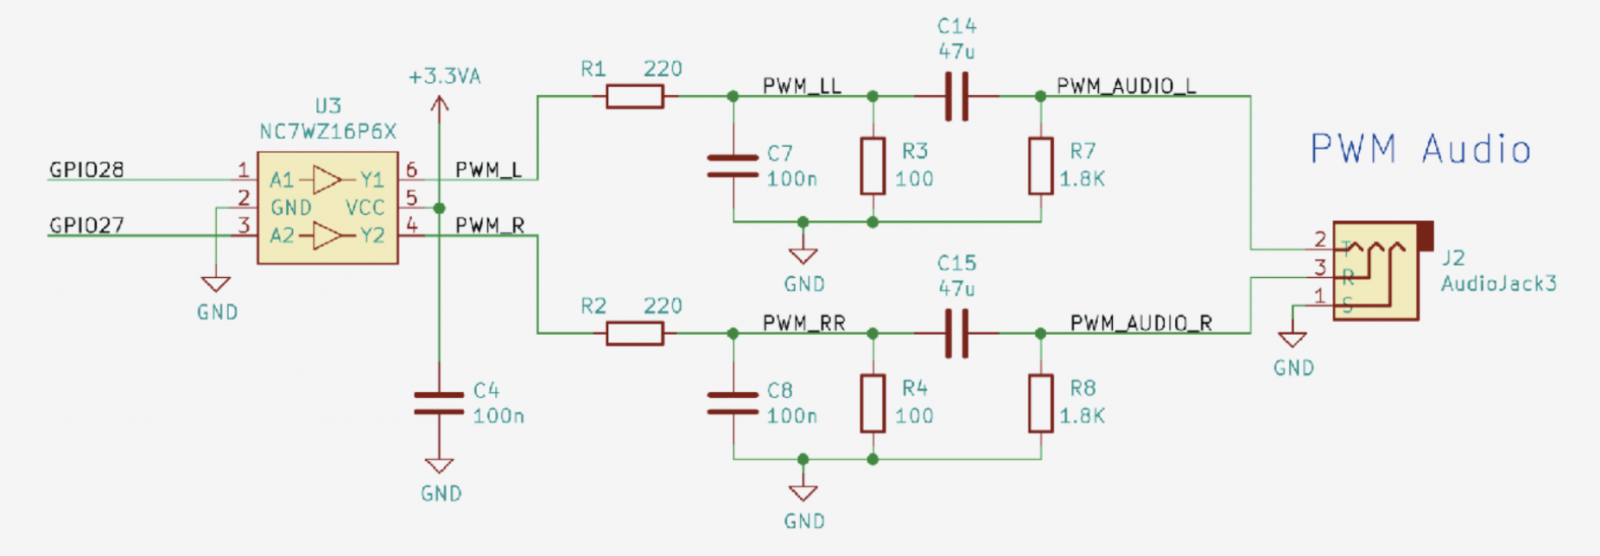 C14
47u
+3.3VA
R1 220
PWM_LL
PWM_AUDIO_L
U3
NC7WZ16P6X
PWM Audio
GPIO28
1 A1 Y1 6
PWM_L
C7
100n
R3
100
R7
1.8K
2 GND VCC 5
GPIO27
3 A2 Y2 4
PWM_R
2 T
3 R
1 S
J2
AudioJack3
GND
GND
C15
47u
R2 220
PWM_RR
PWM_AUDIO_R
GND
C4
100n
C8
100n
R4
100
R8
1.8K
GND
GND